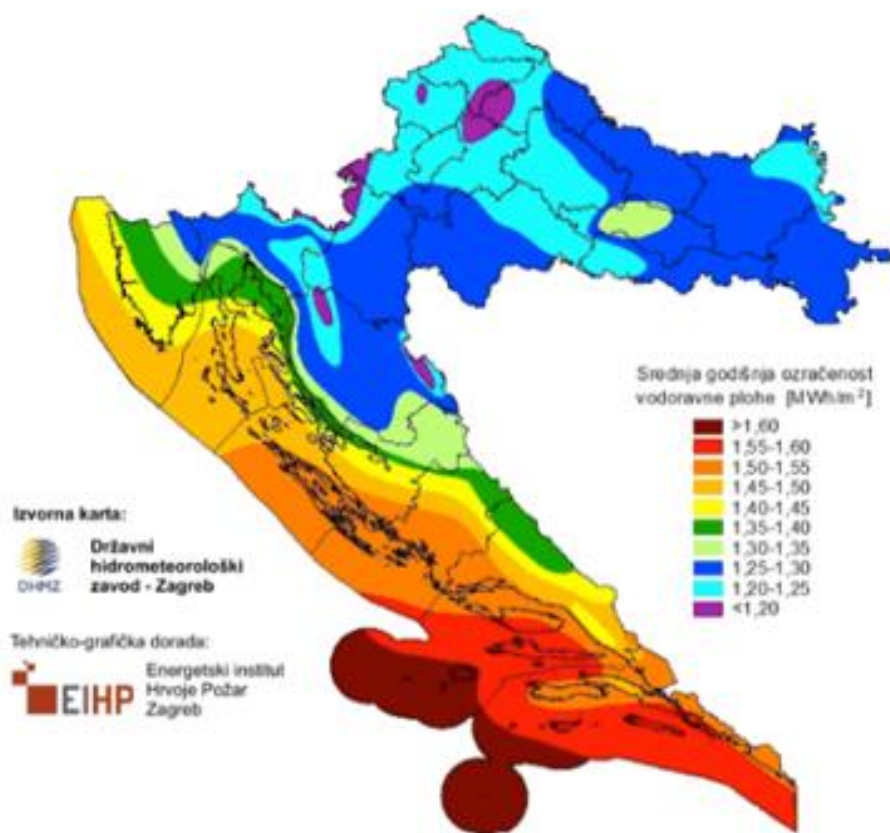 Srednja godišnja ozračenost
vodoravne plohe [MWh/m²]
>1,60
1,55-1,60
1,50-1,55
1,45-1,50
1,40-1,45
1,35-1,40
1,30-1,35
1,25-1,30
1,20-1,25
<1,20
Izvorna karta:
DHMZ
Državni
hidrometeorološki
zavod - Zagreb
Tehničko-grafička dorada:
EIHP
Energetski institut
Hrvoje Požar
Zagreb